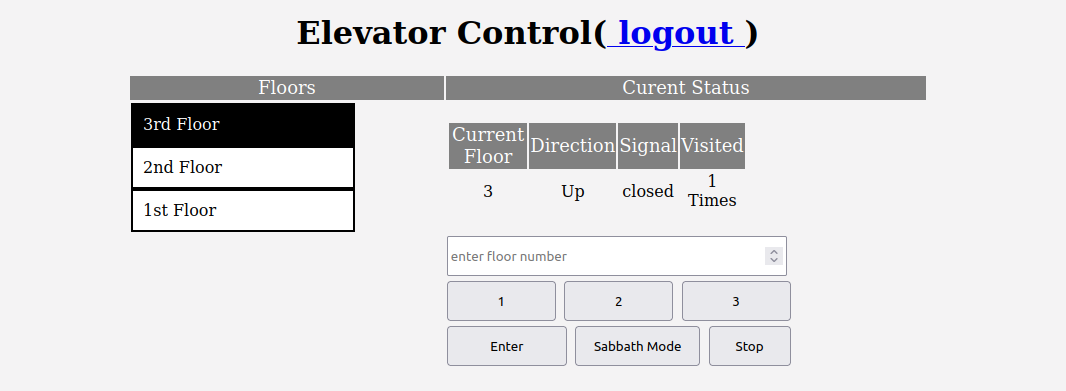 Elevator Control( logout )
Floors
Curent Status
3rd Floor
2nd Floor
1st Floor
Current Floor Direction Signal Visited
3 Up closed 1 Times
enter floor number
1 2 3
Enter Sabbath Mode Stop